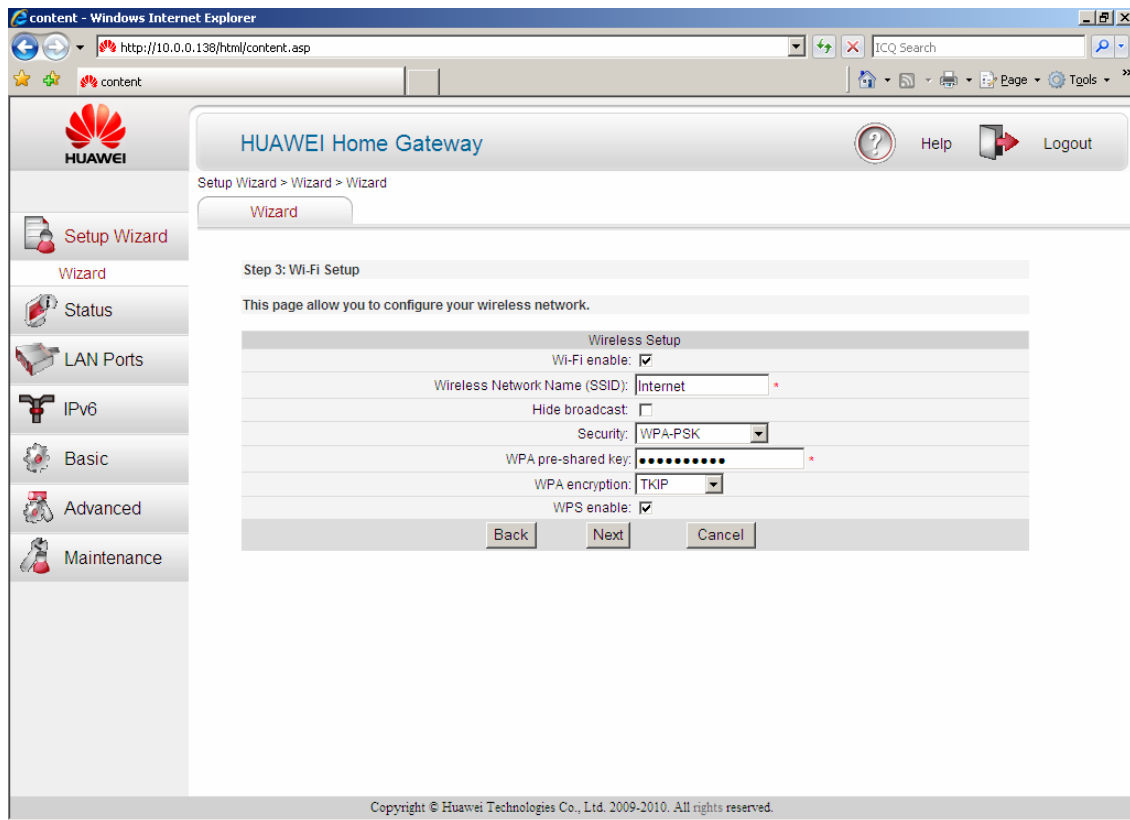 content - Windows Internet Explorer
http://10.0.0.138/html/content.asp
ICQ Search
content
Page
Tools
»
HUAWEI
HUAWEI Home Gateway
Help
Logout
Setup Wizard > Wizard > Wizard
Wizard
Setup Wizard
Wizard
Status
LAN Ports
IPv6
Basic
Advanced
Maintenance
Step 3: Wi-Fi Setup
This page allow you to configure your wireless network.
Wireless Setup
Wi-Fi enable:
Wireless Network Name (SSID): Internet *
Hide broadcast:
Security: WPA-PSK
WPA pre-shared key: ●●●●●●●●●● *
WPA encryption: TKIP
WPS enable:
Back Next Cancel
Copyright © Huawei Technologies Co., Ltd. 2009-2010. All rights reserved.